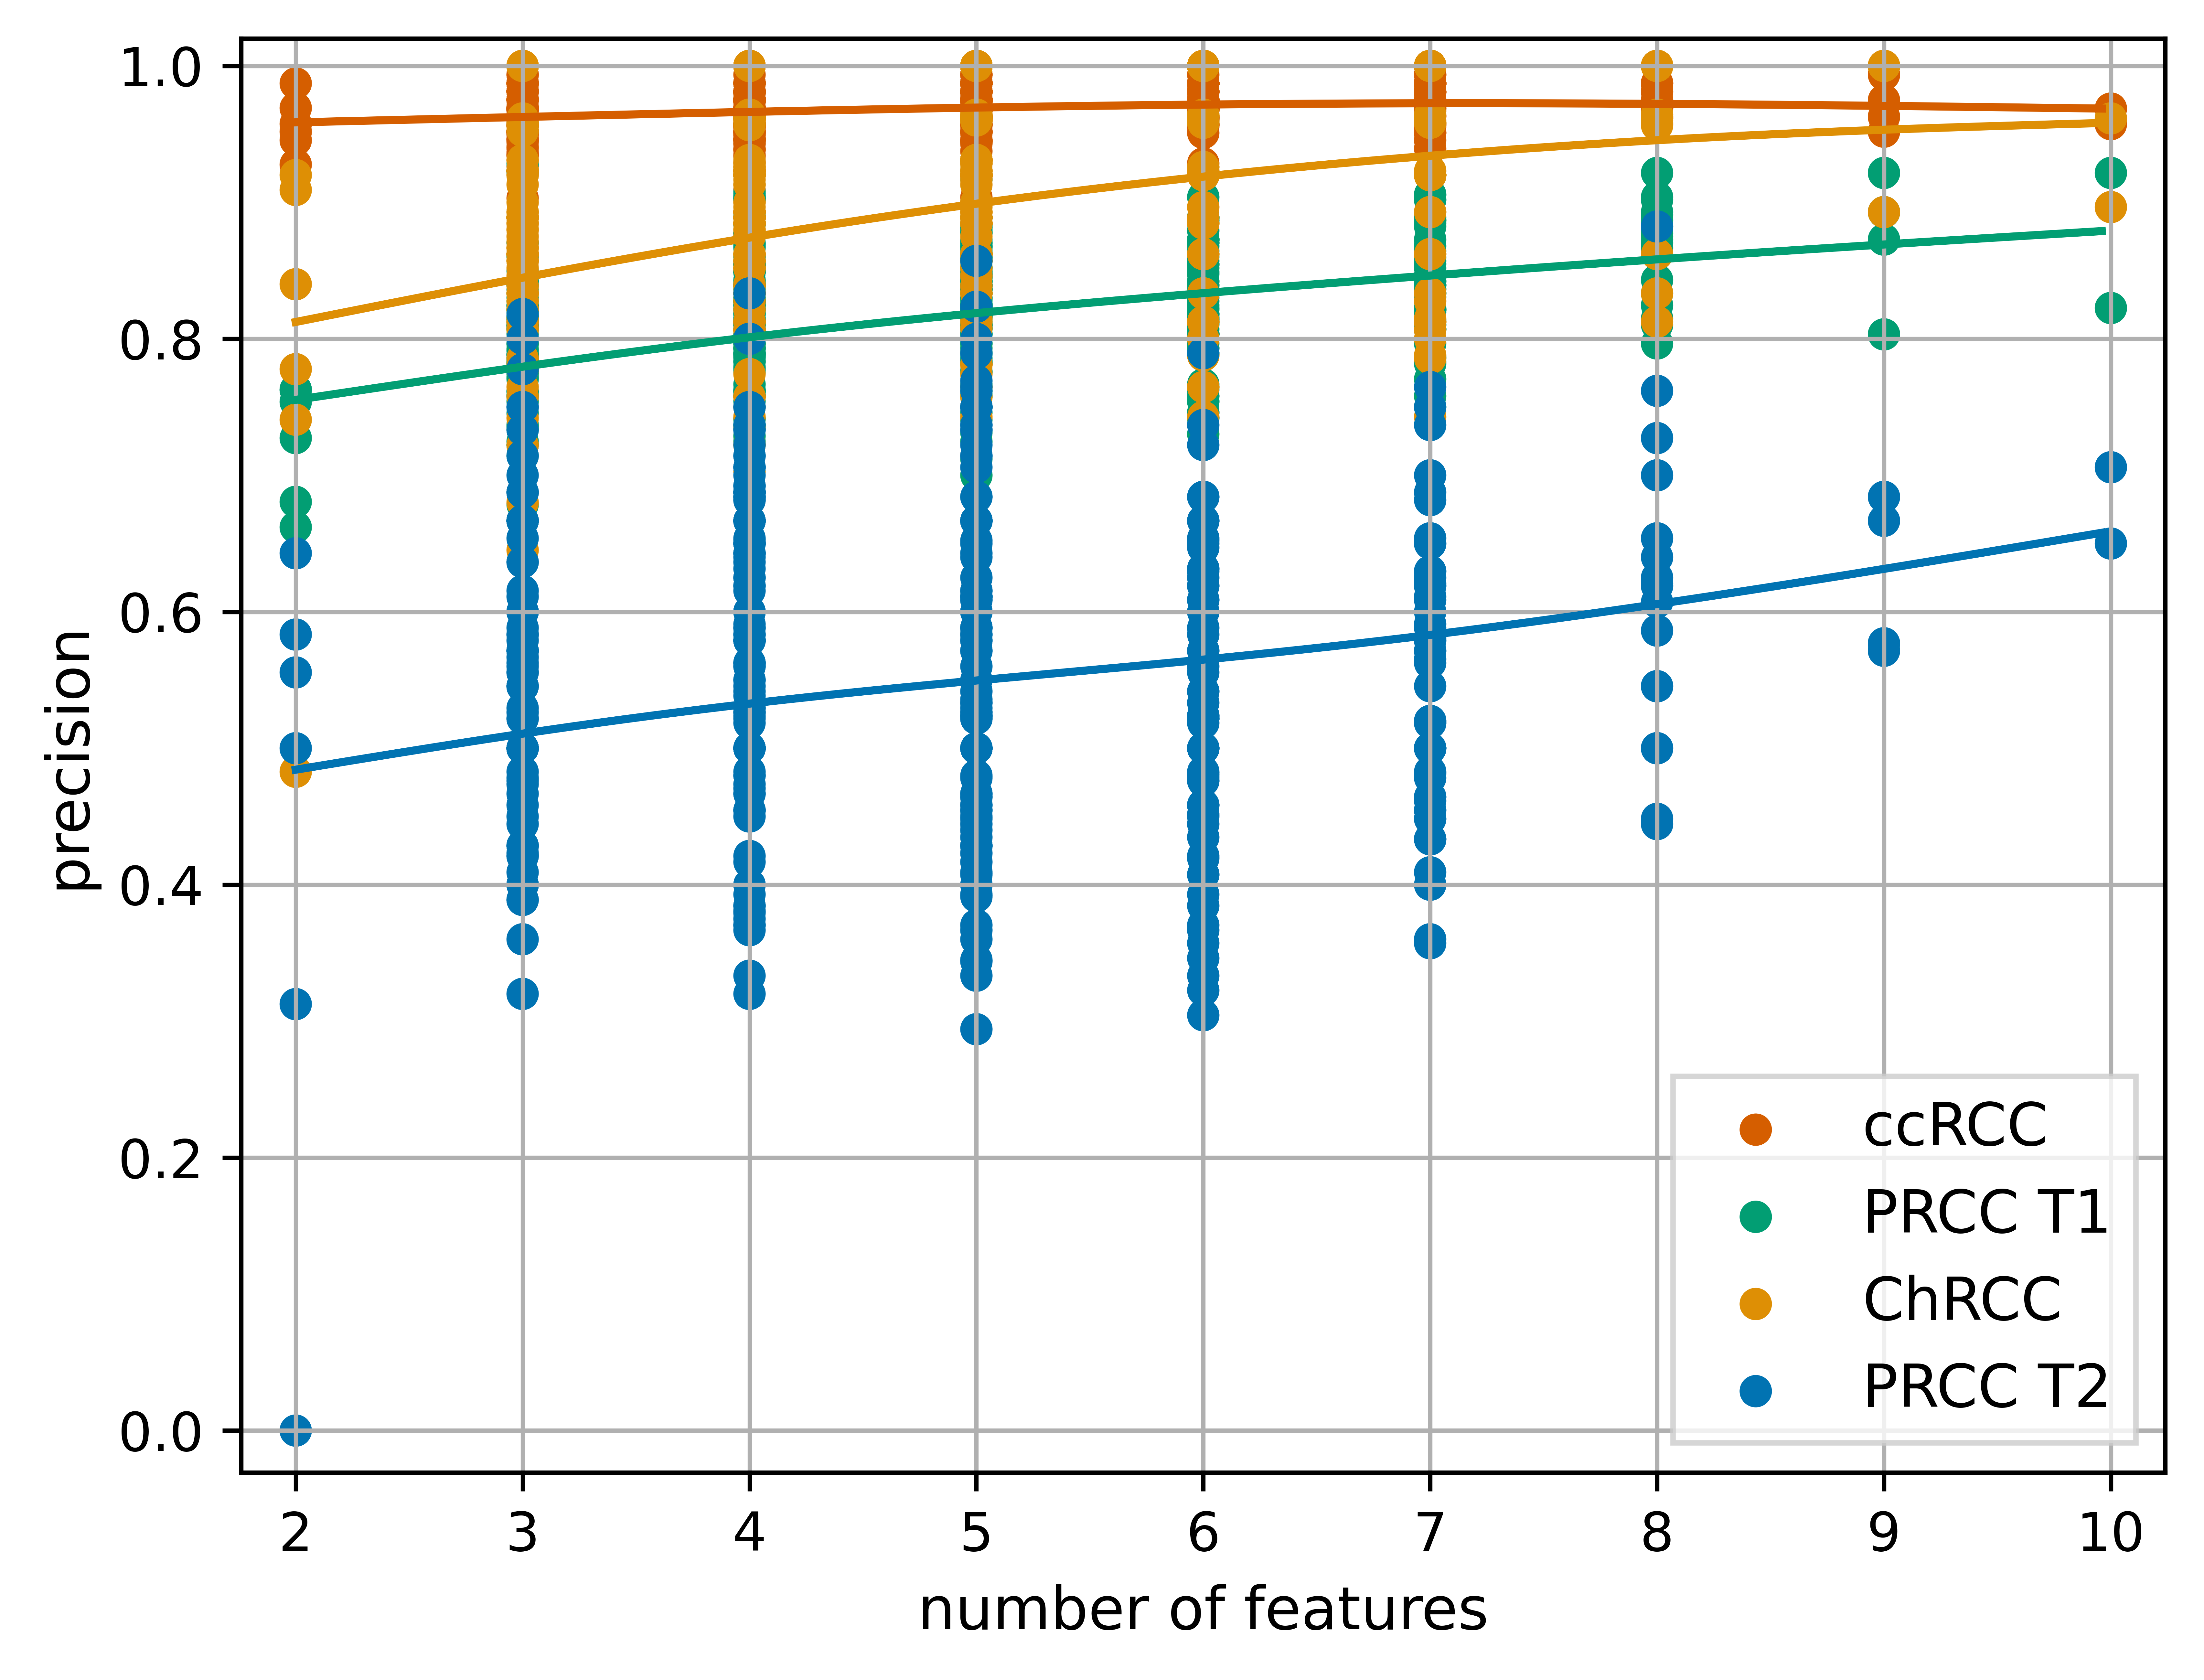 1.0
0.8
0.6
0.4
0.2
0.0
precision
2 3 4 5 6 7 8 9 10
number of features
ccRCC
PRCC T1
ChRCC
PRCC T2